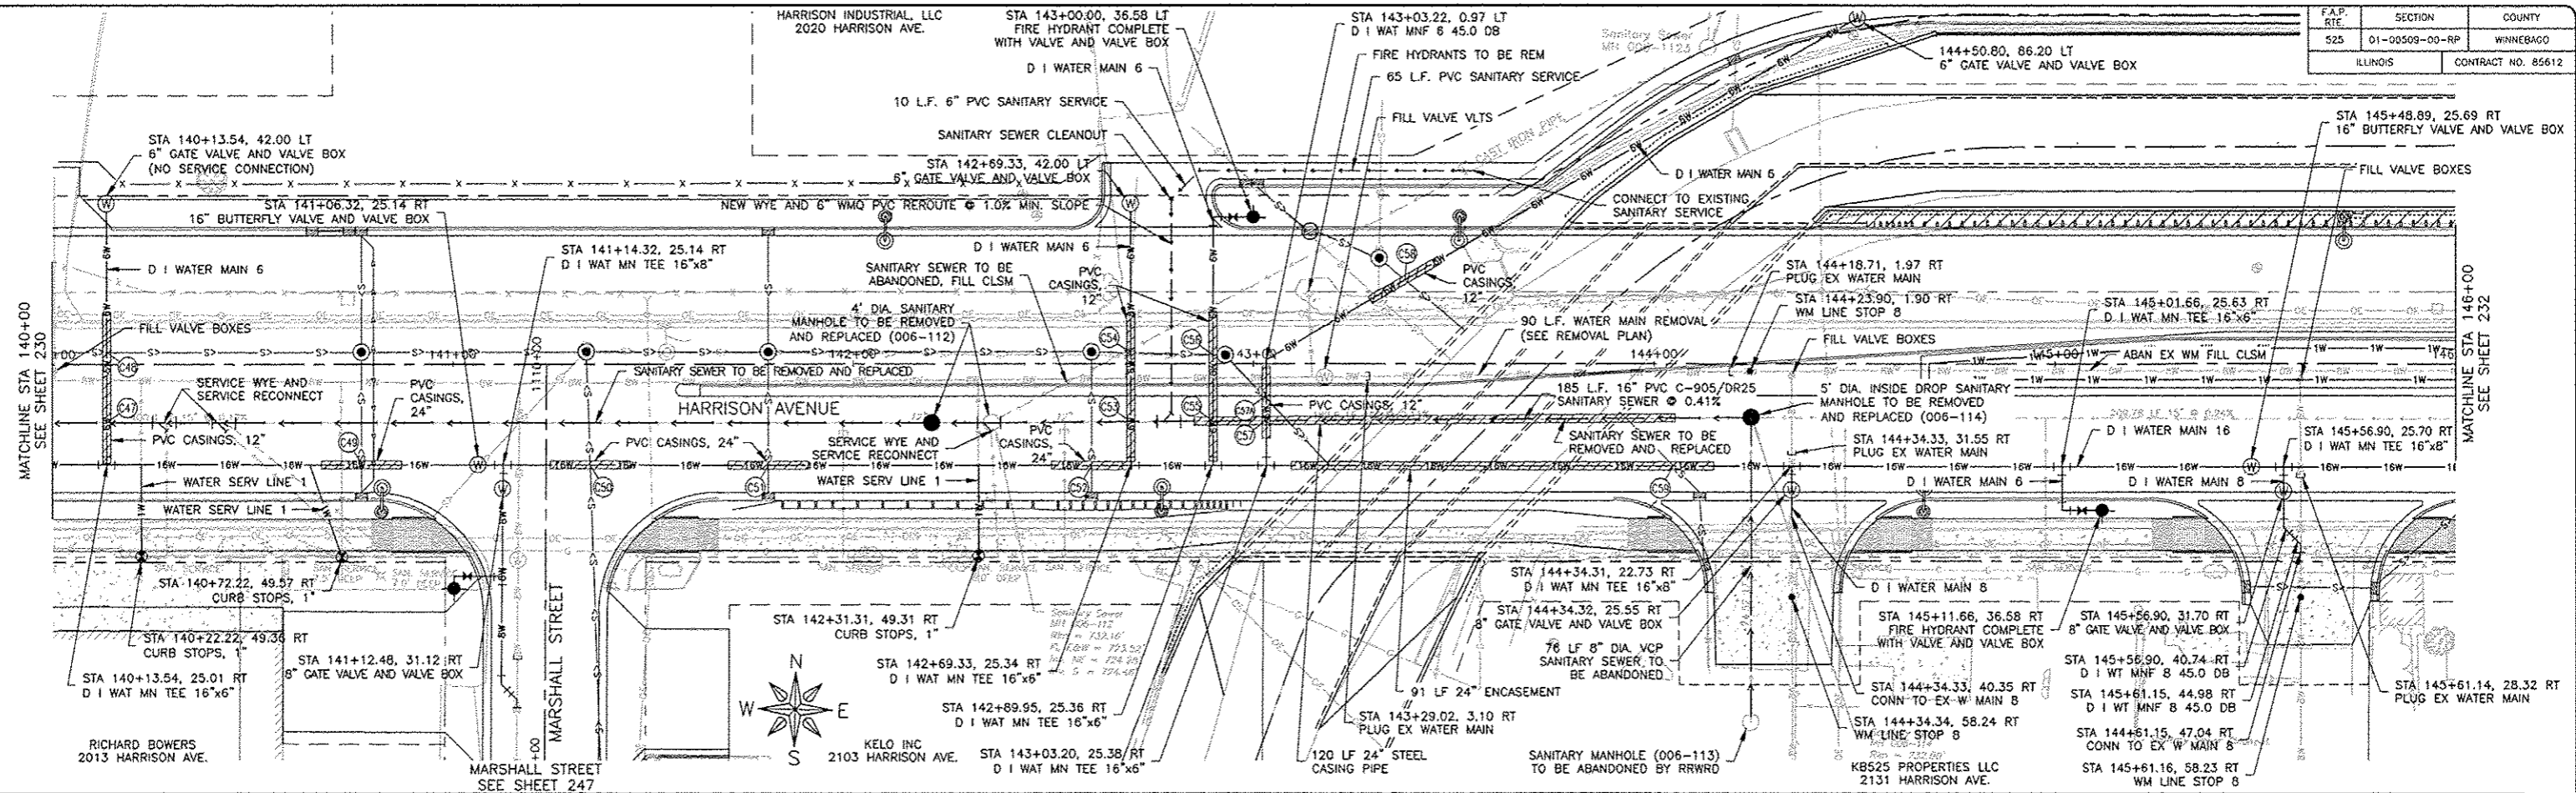 HARRISON INDUSTRIAL, LLC
2020 HARRISON AVE.
STA 143+00.00, 36.58 LT
FIRE HYDRANT COMPLETE
WITH VALVE AND VALVE BOX
D I WATER MAIN 6
10 L.F. 6" PVC SANITARY SERVICE
SANITARY SEWER CLEANOUT
STA 142+69.33, 42.00 LT
6" GATE VALVE AND VALVE BOX
NEW WYE AND 6" WMQ PVC REROUTE @ 1.0% MIN. SLOPE
STA 143+03.22, 0.97 LT
D I WAT MNF 6 45.0 DB
FIRE HYDRANTS TO BE REM
65 L.F. PVC SANITARY SERVICE
FILL VALVE VLTS
Sanitary Sewer
MH 006-1123
CAST IRON PIPE
144+50.80, 86.20 LT
6" GATE VALVE AND VALVE BOX
F.A.P. RTE.
SECTION
COUNTY
525
01-00509-00-RP
WINNEBAGO
ILLINOIS
CONTRACT NO. 85612
STA 145+48.89, 25.69 RT
16" BUTTERFLY VALVE AND VALVE BOX
FILL VALVE BOXES
D I WATER MAIN 6
CONNECT TO EXISTING
SANITARY SERVICE
STA 140+13.54, 42.00 LT
6" GATE VALVE AND VALVE BOX
(NO SERVICE CONNECTION)
STA 141+06.32, 25.14 RT
16" BUTTERFLY VALVE AND VALVE BOX
STA 141+14.32, 25.14 RT
D I WAT MN TEE 16"x8"
D I WATER MAIN 6
D I WATER MAIN 6
SANITARY SEWER TO BE
ABANDONED, FILL CLSM
PVC
CASINGS,
12"
4' DIA. SANITARY
MANHOLE TO BE REMOVED
AND REPLACED (006-112)
PVC
CASINGS,
12"
C58
STA 144+18.71, 1.97 RT
PLUG EX WATER MAIN
STA 144+23.90, 1.90 RT
WM LINE STOP 8
90 L.F. WATER MAIN REMOVAL
(SEE REMOVAL PLAN)
FILL VALVE BOXES
STA 145+01.66, 25.63 RT
D I WAT MN TEE 16"x6"
ABAN EX WM FILL CLSM
MATCHLINE STA 140+00
SEE SHEET 230
MATCHLINE STA 146+00
SEE SHEET 232
FILL VALVE BOXES
141+00
142+00
143+00
144+00
145+00
C48
C47
C49
C50
C51
C52
C53
C54
C55
C56
C57
C57A
C59
SERVICE WYE AND
SERVICE RECONNECT
PVC
CASINGS,
24"
1116+00
SANITARY SEWER TO BE REMOVED AND REPLACED
HARRISON AVENUE
PVC CASINGS, 12"
PVC CASINGS, 24"
SERVICE WYE AND
SERVICE RECONNECT
PVC
CASINGS,
24"
PVC CASINGS, 12"
185 L.F. 16" PVC C-905/DR25
SANITARY SEWER @ 0.41%
SANITARY SEWER TO BE
REMOVED AND REPLACED
5' DIA. INSIDE DROP SANITARY
MANHOLE TO BE REMOVED
AND REPLACED (006-114)
STA 144+34.33, 31.55 RT
PLUG EX WATER MAIN
D I WATER MAIN 16
STA 145+56.90, 25.70 RT
D I WAT MN TEE 16"x8"
D I WATER MAIN 6
D I WATER MAIN 8
WATER SERV LINE 1
WATER SERV LINE 1
WATER SERV LINE 1
STA 140+72.22, 49.57 RT
CURB STOPS, 1"
STA 140+22.22, 49.36 RT
CURB STOPS, 1"
STA 140+13.54, 25.01 RT
D I WAT MN TEE 16"x6"
STA 141+12.48, 31.12 RT
8" GATE VALVE AND VALVE BOX
MARSHALL STREET
STA 142+31.31, 49.31 RT
CURB STOPS, 1"
STA 142+69.33, 25.34 RT
D I WAT MN TEE 16"x6"
STA 142+89.95, 25.36 RT
D I WAT MN TEE 16"x6"
STA 143+03.20, 25.38 RT
D I WAT MN TEE 16"x6"
N
W
E
S
RICHARD BOWERS
2013 HARRISON AVE.
MARSHALL STREET
SEE SHEET 247
KELO INC
2103 HARRISON AVE.
STA 144+34.31, 22.73 RT
D I WAT MN TEE 16"x8"
STA 144+34.32, 25.55 RT
8" GATE VALVE AND VALVE BOX
76 LF 8" DIA. VCP
SANITARY SEWER TO
BE ABANDONED
91 LF 24" ENCASEMENT
STA 143+29.02, 3.10 RT
PLUG EX WATER MAIN
120 LF 24" STEEL
CASING PIPE
SANITARY MANHOLE (006-113)
TO BE ABANDONED BY RRWRD
D I WATER MAIN 8
STA 145+11.66, 36.58 RT
FIRE HYDRANT COMPLETE
WITH VALVE AND VALVE BOX
STA 144+34.33, 40.35 RT
CONN TO EX W MAIN 8
STA 144+34.34, 58.24 RT
WM LINE STOP 8
KB525 PROPERTIES LLC
2131 HARRISON AVE.
STA 145+56.90, 31.70 RT
8" GATE VALVE AND VALVE BOX
STA 145+56.90, 40.74 RT
D I WT MNF 8 45.0 DB
STA 145+61.15, 44.98 RT
D I WT MNF 8 45.0 DB
STA 144+61.15, 47.04 RT
CONN TO EX W MAIN 8
STA 145+61.16, 58.23 RT
WM LINE STOP 8
STA 145+61.14, 28.32 RT
PLUG EX WATER MAIN